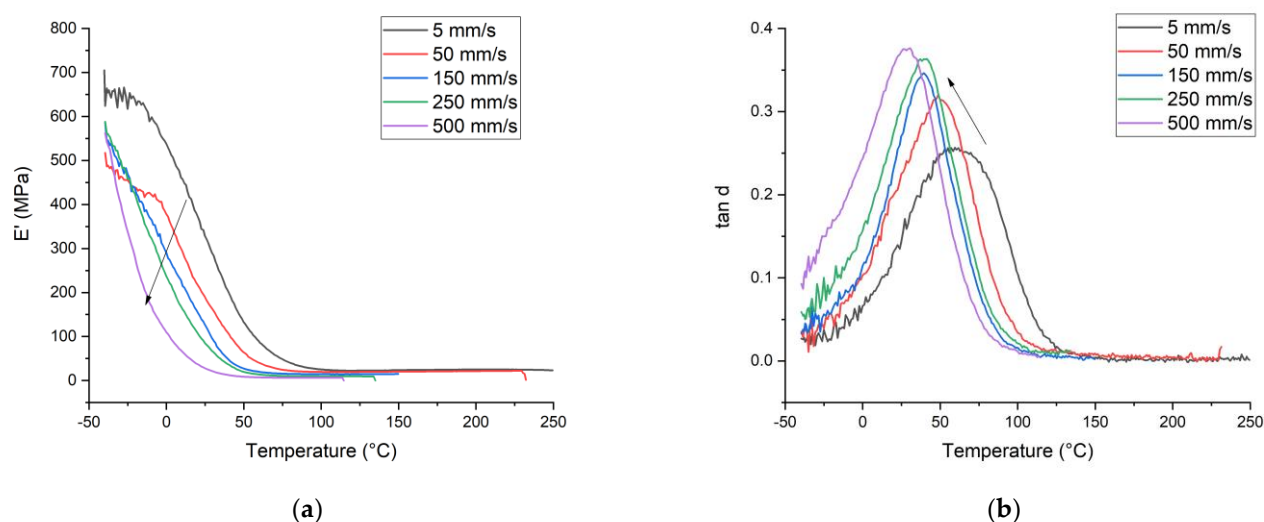 800
700
600
500
400
300
200
100
0
E' (MPa)
-50
0
50
100
150
200
250
Temperature (°C)
5 mm/s
50 mm/s
150 mm/s
250 mm/s
500 mm/s
(a)
0.4
0.3
0.2
0.1
0.0
tan d
-50
0
50
100
150
200
250
Temperature (°C)
5 mm/s
50 mm/s
150 mm/s
250 mm/s
500 mm/s
(b)